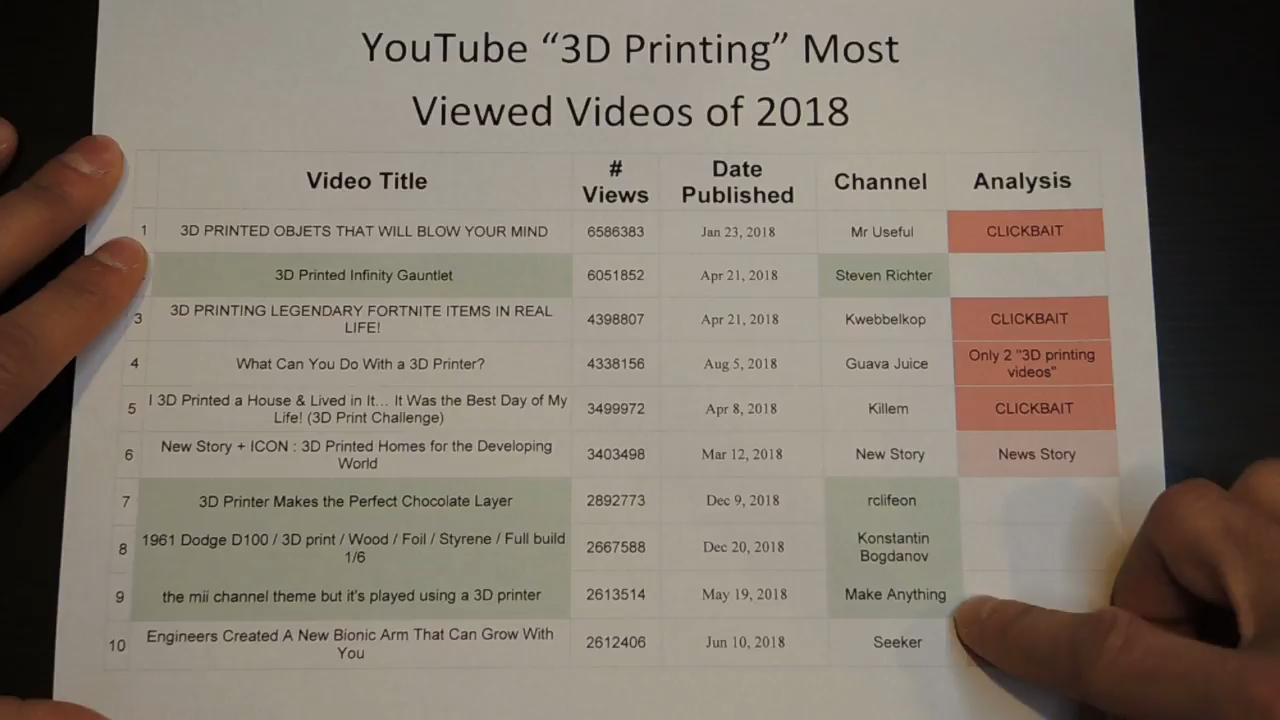 YouTube “3D Printing” Most
Viewed Videos of 2018
Video Title # Views Date Published Channel Analysis
1 3D PRINTED OBJETS THAT WILL BLOW YOUR MIND 6586383 Jan 23, 2018 Mr Useful CLICKBAIT
3D Printed Infinity Gauntlet 6051852 Apr 21, 2018 Steven Richter
3 3D PRINTING LEGENDARY FORTNITE ITEMS IN REAL LIFE! 4398807 Apr 21, 2018 Kwebbelkop CLICKBAIT
4 What Can You Do With a 3D Printer? 4338156 Aug 5, 2018 Guava Juice Only 2 "3D printing videos"
5 I 3D Printed a House & Lived in It... It Was the Best Day of My Life! (3D Print Challenge) 3499972 Apr 8, 2018 Killem CLICKBAIT
6 New Story + ICON : 3D Printed Homes for the Developing World 3403498 Mar 12, 2018 New Story News Story
7 3D Printer Makes the Perfect Chocolate Layer 2892773 Dec 9, 2018 rclifeon
8 1961 Dodge D100 / 3D print / Wood / Foil / Styrene / Full build 1/6 2667588 Dec 20, 2018 Konstantin Bogdanov
9 the mii channel theme but it's played using a 3D printer 2613514 May 19, 2018 Make Anything
10 Engineers Created A New Bionic Arm That Can Grow With You 2612406 Jun 10, 2018 Seeker